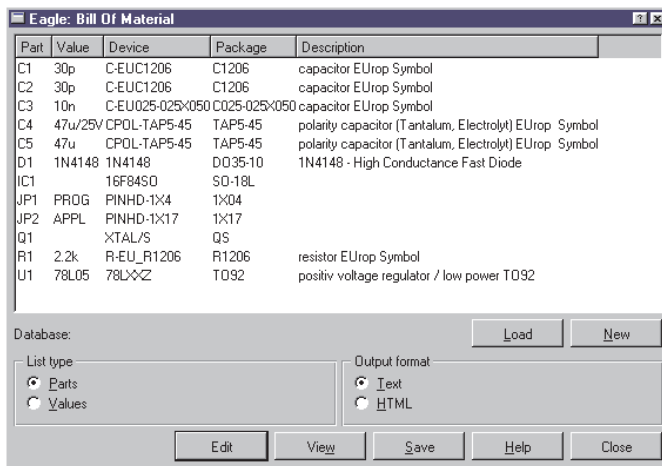 Eagle: Bill Of Material
Part Value Device Package Description
C1 30p C-EUC1206 C1206 capacitor EUrop Symbol
C2 30p C-EUC1206 C1206 capacitor EUrop Symbol
C3 10n C-EU025-025X050 C025-025X050 capacitor EUrop Symbol
C4 47u/25V CPOL-TAP5-45 TAP5-45 polarity capacitor (Tantalum, Electrolyt) EUrop Symbol
C5 47u CPOL-TAP5-45 TAP5-45 polarity capacitor (Tantalum, Electrolyt) EUrop Symbol
D1 1N4148 1N4148 DO35-10 1N4148 - High Conductance Fast Diode
IC1 16F84SO SO-18L
JP1 PROG PINHD-1X4 1X04
JP2 APPL PINHD-1X17 1X17
Q1 XTAL/S QS
R1 2.2k R-EU_R1206 R1206 resistor EUrop Symbol
U1 78L05 78LXXZ TO92 positiv voltage regulator / low power TO92
Database: Load New
List type Output format
Parts Text
Values HTML
Edit View Save Help Close